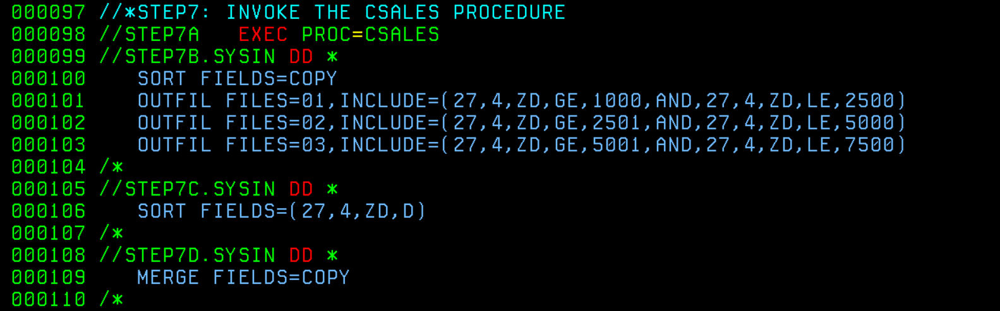 000097 //*STEP7: INVOKE THE CSALES PROCEDURE
000098 //STEP7A   EXEC PROC=CSALES
000099 //STEP7B.SYSIN DD *
000100    SORT FIELDS=COPY
000101    OUTFIL FILES=01,INCLUDE=(27,4,ZD,GE,1000,AND,27,4,ZD,LE,2500)
000102    OUTFIL FILES=02,INCLUDE=(27,4,ZD,GE,2501,AND,27,4,ZD,LE,5000)
000103    OUTFIL FILES=03,INCLUDE=(27,4,ZD,GE,5001,AND,27,4,ZD,LE,7500)
000104 /*
000105 //STEP7C.SYSIN DD *
000106    SORT FIELDS=(27,4,ZD,D)
000107 /*
000108 //STEP7D.SYSIN DD *
000109    MERGE FIELDS=COPY
000110 /*